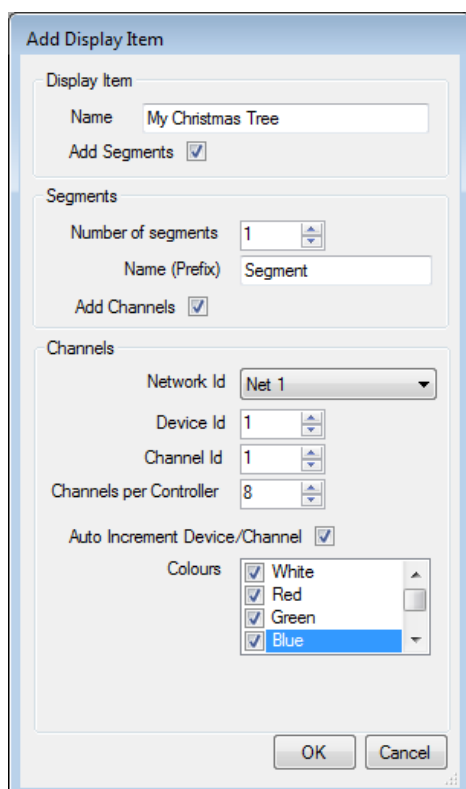 Add Display Item
Display Item
Name My Christmas Tree
Add Segments
Segments
Number of segments 1
Name (Prefix) Segment
Add Channels
Channels
Network Id Net 1
Device Id 1
Channel Id 1
Channels per Controller 8
Auto Increment Device/Channel
Colours White
Red
Green
Blue
OK Cancel